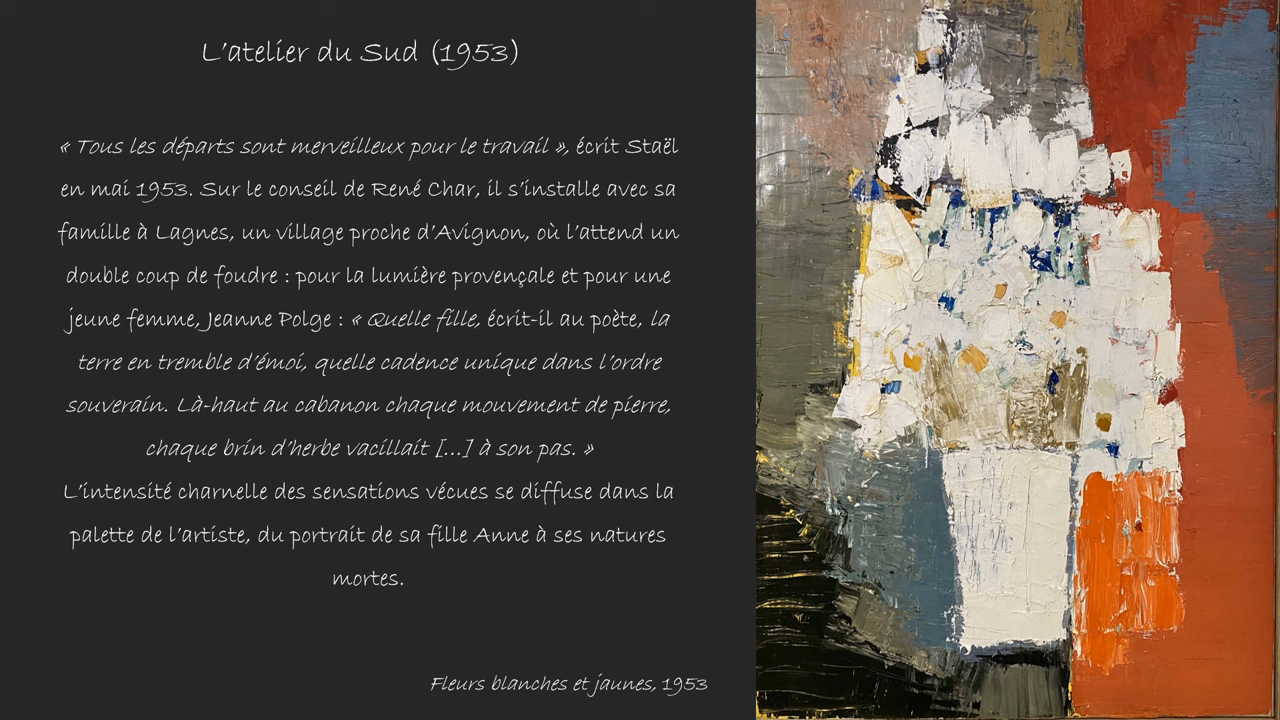 L'atelier du Sud (1953)
« Tous les départs sont merveilleux pour le travail », écrit Staël
en mai 1953. Sur le conseil de René Char, il s'installe avec sa
famille à Lagnes, un village proche d'Avignon, où l'attend un
double coup de foudre : pour la lumière provençale et pour une
jeune femme, Jeanne Polge : « Quelle fille, écrit-il au poète, la
terre en tremble d'émoi, quelle cadence unique dans l'ordre
souverain. Là-haut au cabanon chaque mouvement de pierre,
chaque brin d'herbe vacillait [...] à son pas. »
L'intensité charnelle des sensations vécues se diffuse dans la
palette de l'artiste, du portrait de sa fille Anne à ses natures
mortes.
Fleurs blanches et jaunes, 1953